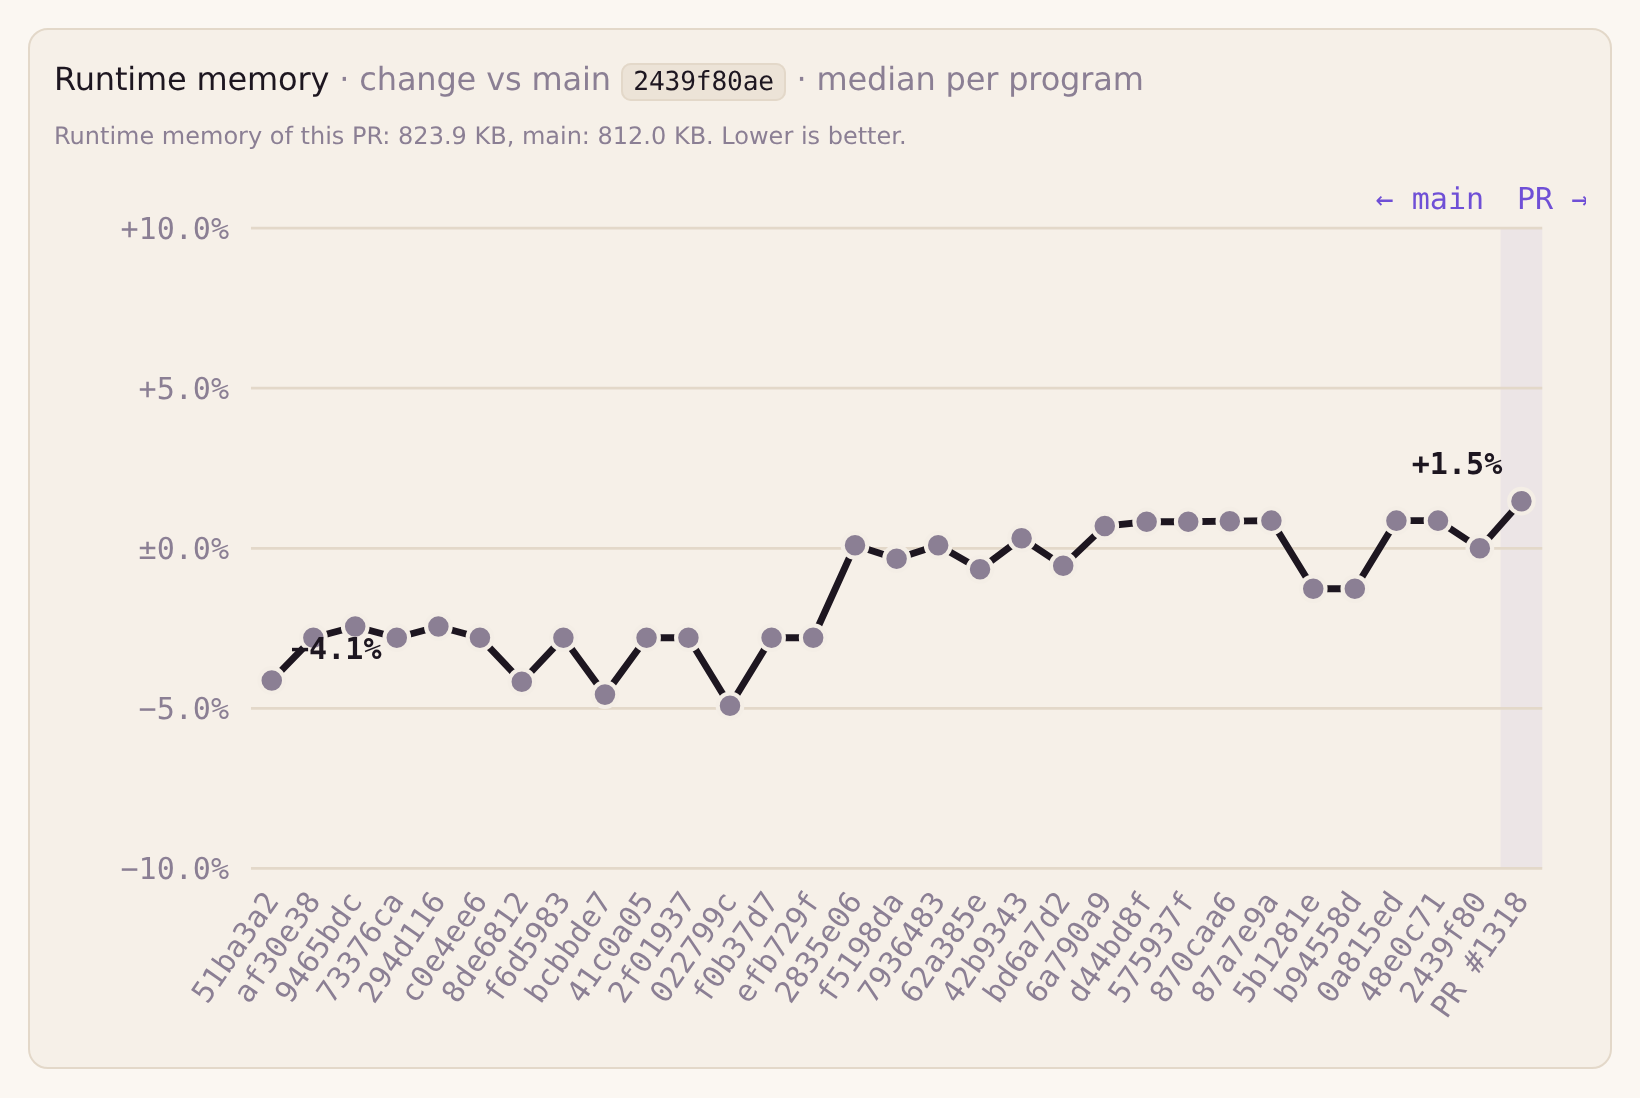 Runtime memory · change vs main 2439f80ae · median per program
Runtime memory of this PR: 823.9 KB, main: 812.0 KB. Lower is better.
← main PR →
+10.0%
+5.0%
+1.5%
±0.0%
−4.1%
−5.0%
−10.0%
51ba3a2
af30e38
9465bdc
73376ca
294d116
c0e4ee6
8de6812
f6d5983
bcbbde7
41c0a05
2f01937
022799c
f0b37d7
efb729f
2835e06
f5198da
7936483
62a385e
42b9343
bd6a7d2
6a790a9
d44bd8f
575937f
870caa6
87a7e9a
5b1281e
b94558d
0a815ed
48e0c71
2439f80
PR #1318